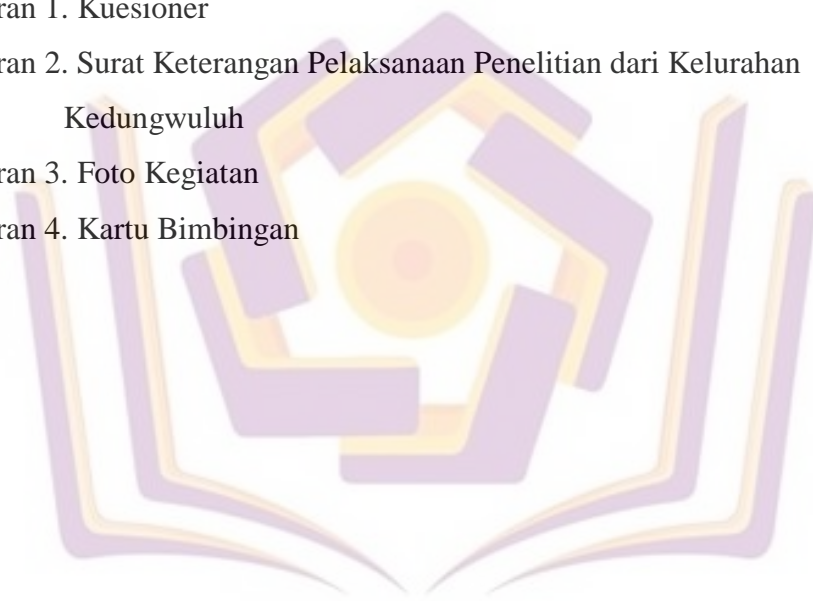 ran 1. Kuesioner
ran 2. Surat Keterangan Pelaksanaan Penelitian dari Kelurahan
Kedungwuluh
ran 3. Foto Kegiatan
ran 4. Kartu Bimbingan